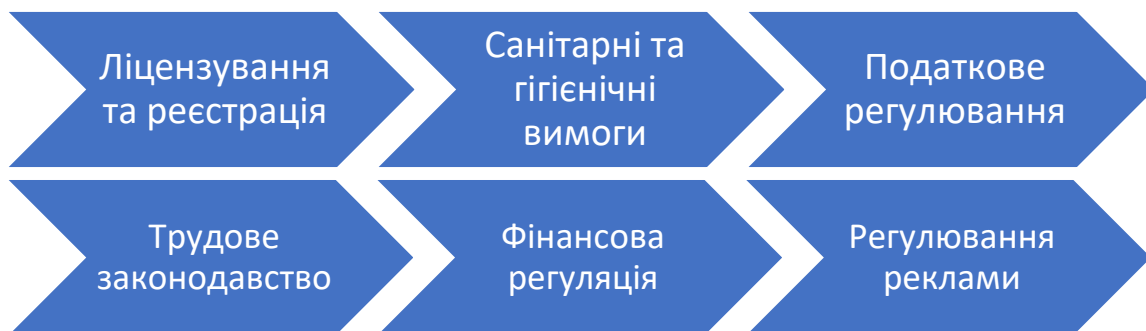 Ліцензування
та реєстрація
Санітарні та
гігієнічні
вимоги
Податкове
регулювання
Трудове
законодавство
Фінансова
регуляція
Регулювання
реклами